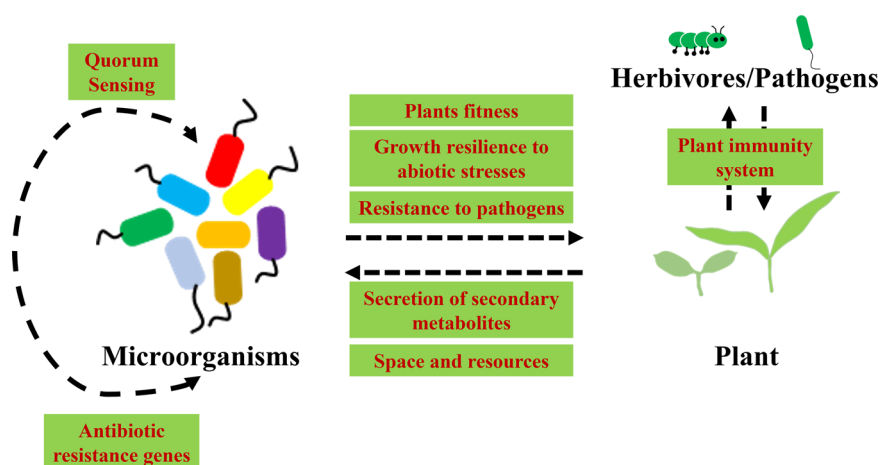 Quorum
Sensing
Herbivores/Pathogens
Plants fitness
Growth resilience to
abiotic stresses
Resistance to pathogens
Plant immunity
system
Secretion of secondary
metabolites
Space and resources
Microorganisms
Plant
Antibiotic
resistance genes